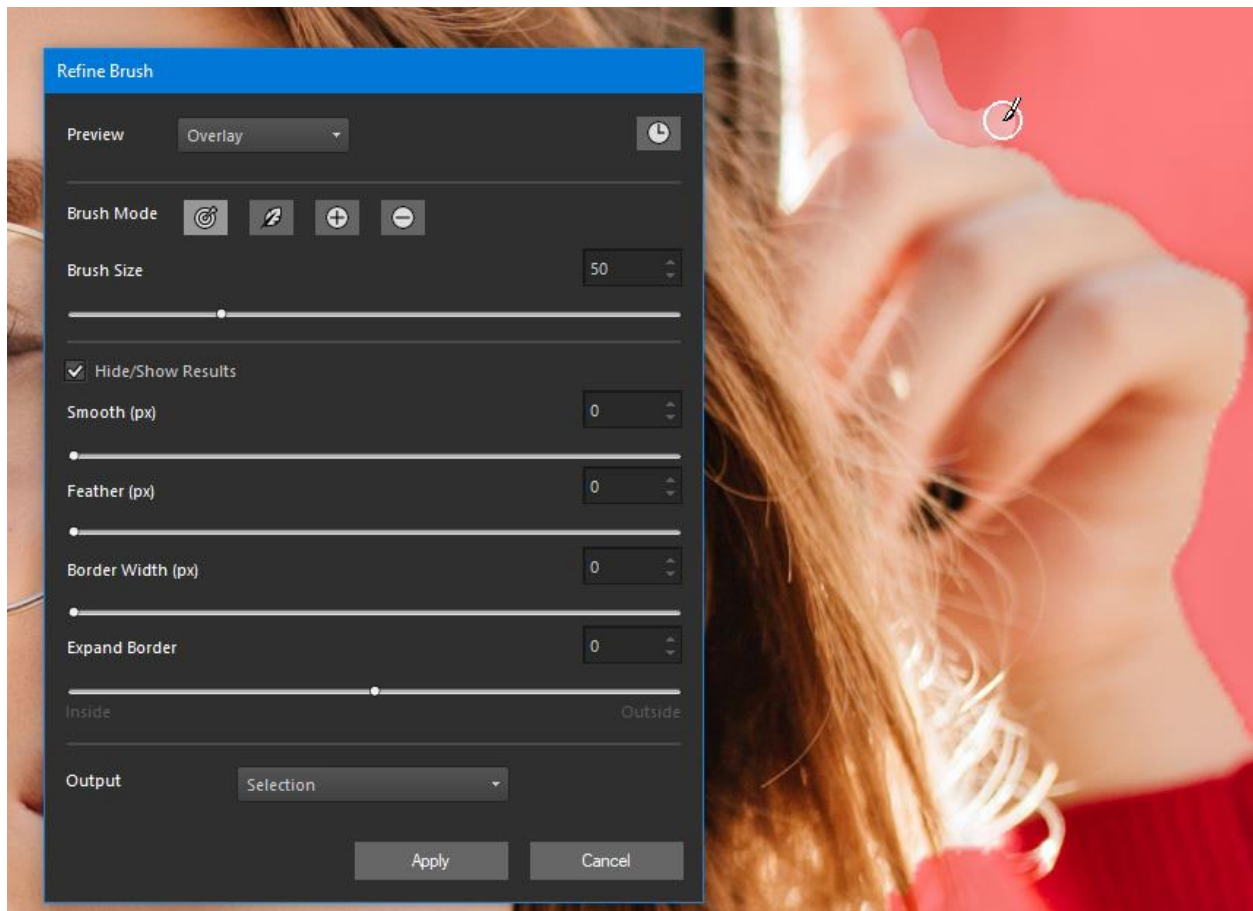 Refine Brush
Preview Overlay
Brush Mode
Brush Size 50
Hide/Show Results
Smooth (px) 0
Feather (px) 0
Border Width (px) 0
Expand Border 0
Inside Outside
Output Selection
Apply Cancel